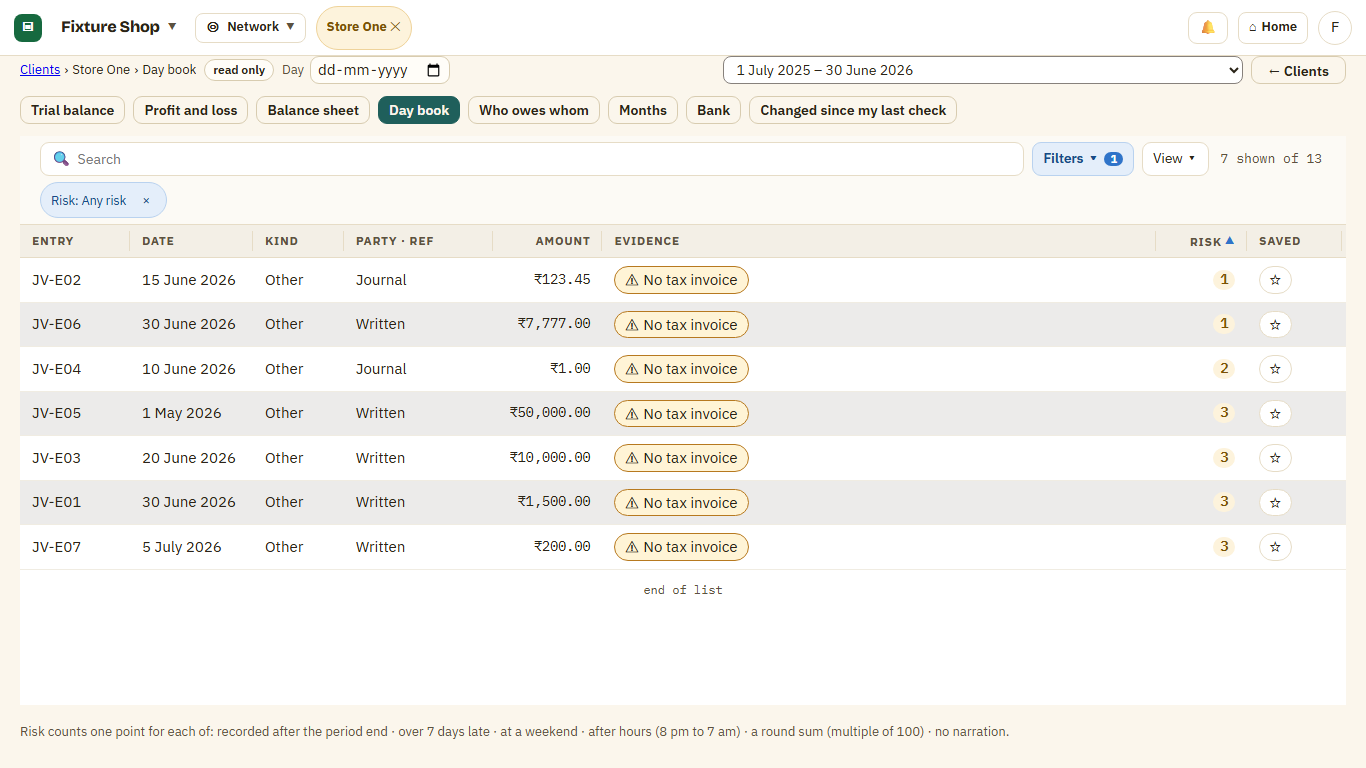 Fixture Shop ▼ Network ▼ Store One × Home F
Clients › Store One › Day book read only Day dd-mm-yyyy 1 July 2025 – 30 June 2026 ← Clients
Trial balance Profit and loss Balance sheet Day book Who owes whom Months Bank Changed since my last check
Search Filters ▾ 1 View ▾ 7 shown of 13
Risk: Any risk ×
ENTRY DATE KIND PARTY · REF AMOUNT EVIDENCE RISK ▲ SAVED
JV-E02 15 June 2026 Other Journal ₹123.45 ⚠ No tax invoice 1 ☆
JV-E06 30 June 2026 Other Written ₹7,777.00 ⚠ No tax invoice 1 ☆
JV-E04 10 June 2026 Other Journal ₹1.00 ⚠ No tax invoice 2 ☆
JV-E05 1 May 2026 Other Written ₹50,000.00 ⚠ No tax invoice 3 ☆
JV-E03 20 June 2026 Other Written ₹10,000.00 ⚠ No tax invoice 3 ☆
JV-E01 30 June 2026 Other Written ₹1,500.00 ⚠ No tax invoice 3 ☆
JV-E07 5 July 2026 Other Written ₹200.00 ⚠ No tax invoice 3 ☆
end of list
Risk counts one point for each of: recorded after the period end · over 7 days late · at a weekend · after hours (8 pm to 7 am) · a round sum (multiple of 100) · no narration.